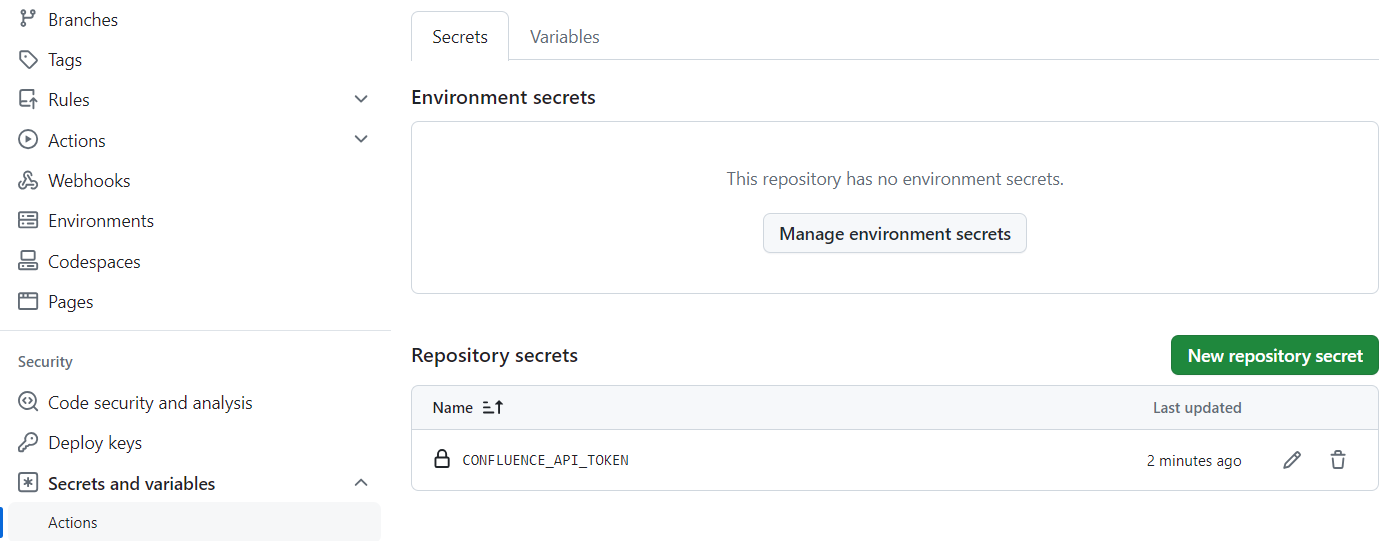 Branches
Tags
Rules
Actions
Webhooks
Environments
Codespaces
Pages
Security
Code security and analysis
Deploy keys
Secrets and variables
Actions
Secrets Variables
Environment secrets
This repository has no environment secrets.
Manage environment secrets
Repository secrets New repository secret
Name Last updated
CONFLUENCE_API_TOKEN 2 minutes ago